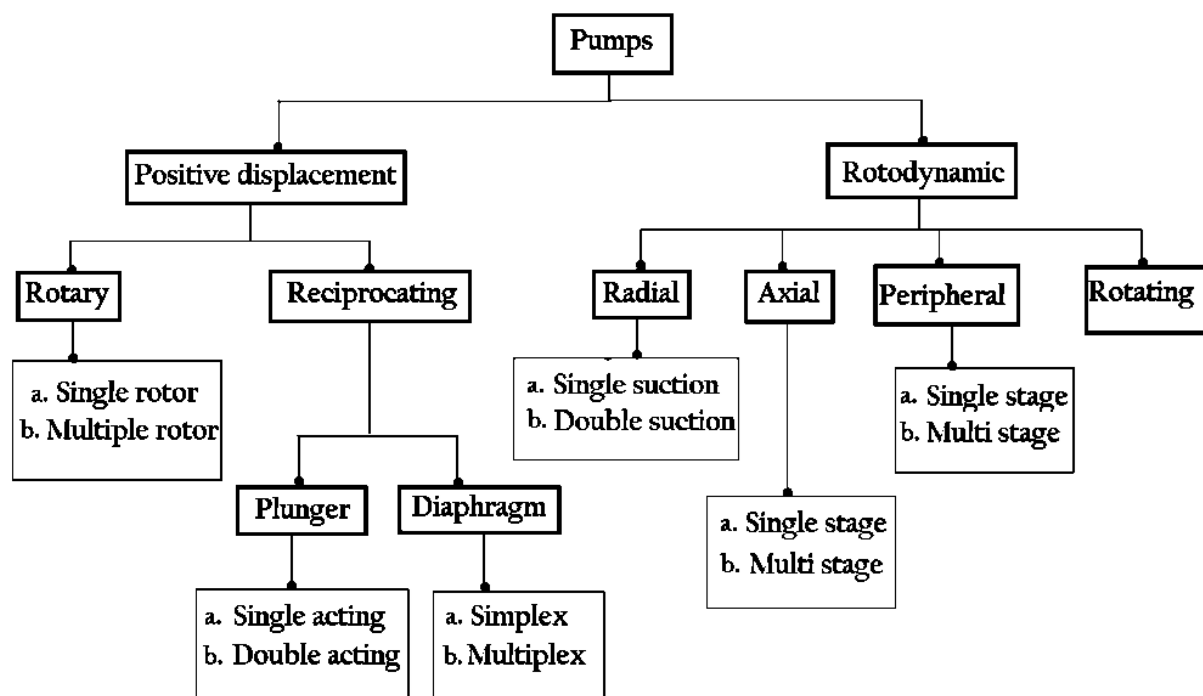 Pumps
Positive displacement
Rotodynamic
Rotary
Reciprocating
Radial
Axial
Peripheral
Rotating
a. Single rotor
b. Multiple rotor
a. Single suction
b. Double suction
a. Single stage
b. Multi stage
Plunger
Diaphragm
a. Single stage
b. Multi stage
a. Single acting
b. Double acting
a. Simplex
b. Multiplex